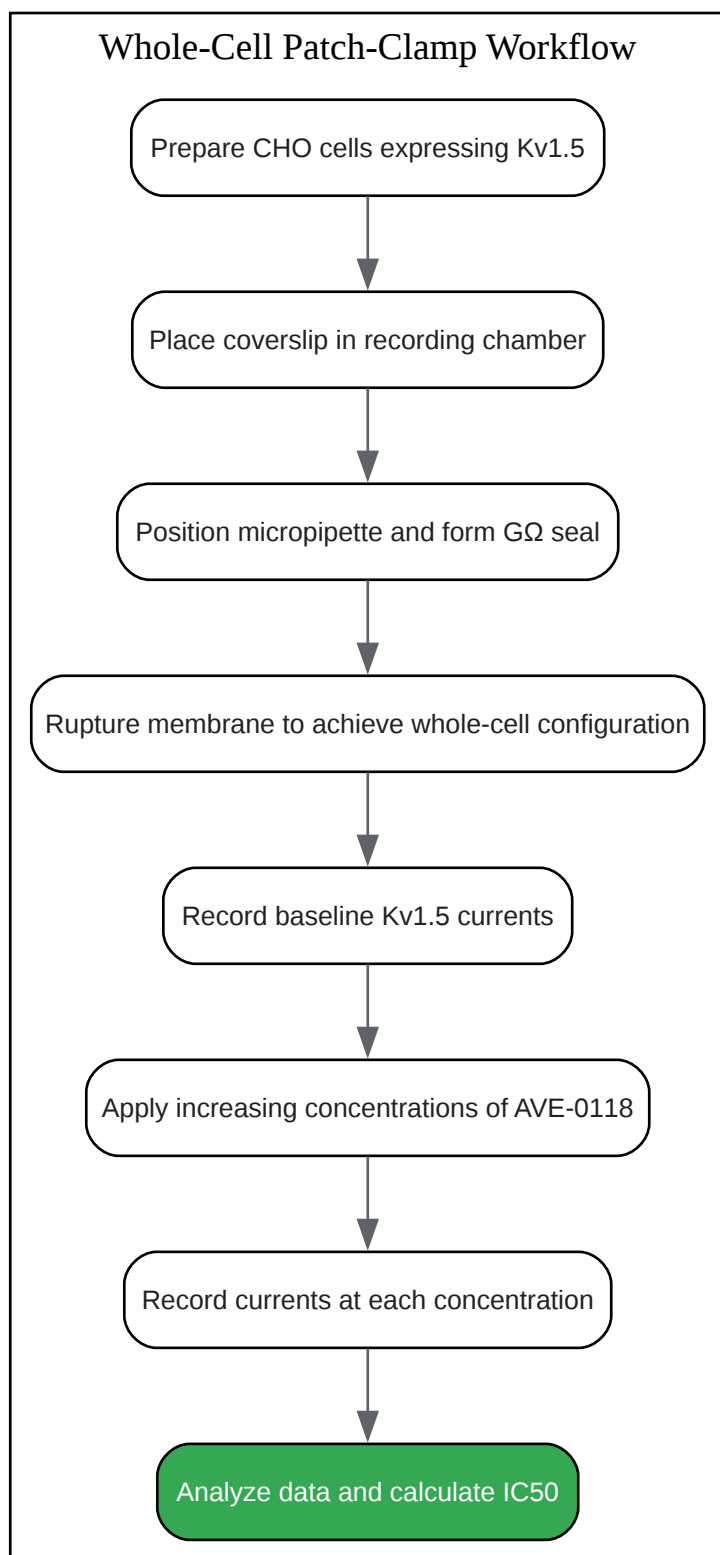 Whole-Cell Patch-Clamp Workflow
Prepare CHO cells expressing Kv1.5
Place coverslip in recording chamber
Position micropipette and form GΩ seal
Rupture membrane to achieve whole-cell configuration
Record baseline Kv1.5 currents
Apply increasing concentrations of AVE-0118
Record currents at each concentration
Analyze data and calculate IC50